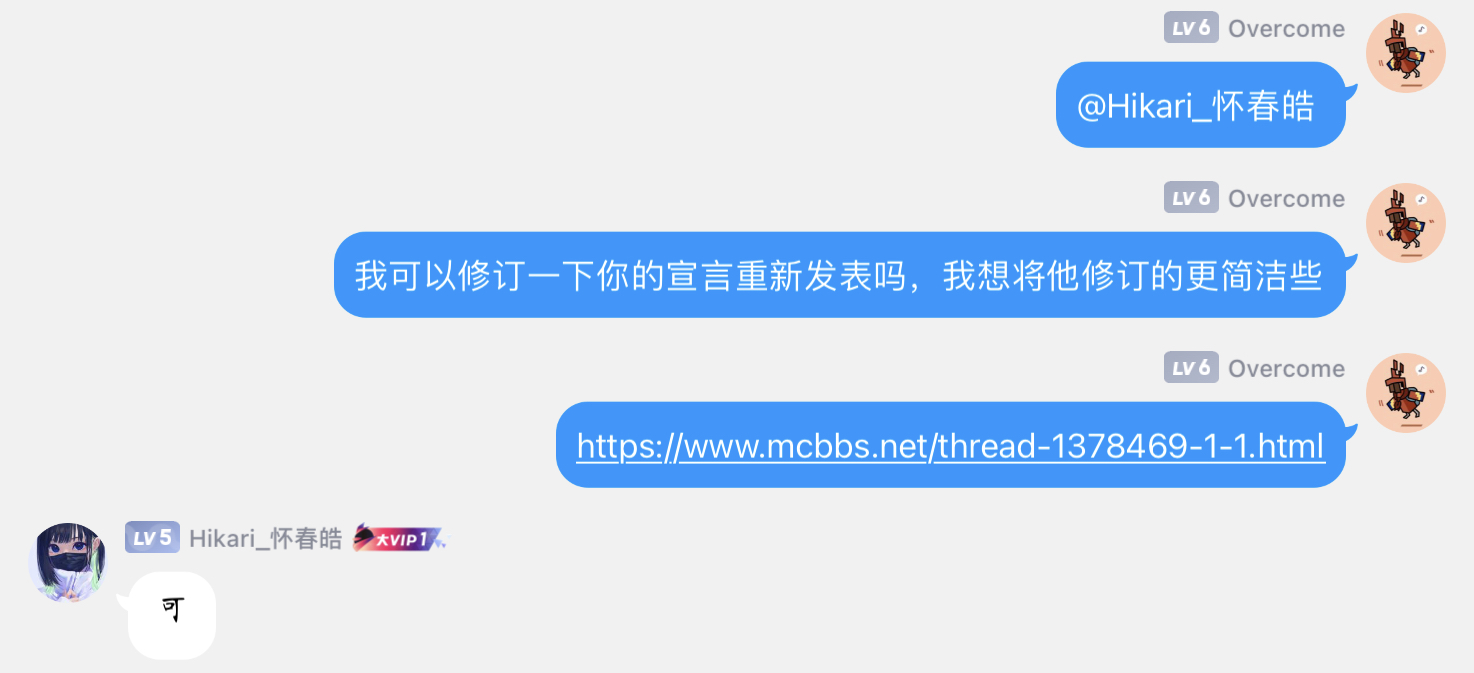 LV6 Overcome
@Hikari_怀春皓
LV6 Overcome
我可以修订一下你的宣言重新发表吗，我想将他修订的更简洁些
LV6 Overcome
https://www.mcbbs.net/thread-1378469-1-1.html
LV5 Hikari_怀春皓 大VIP1
可